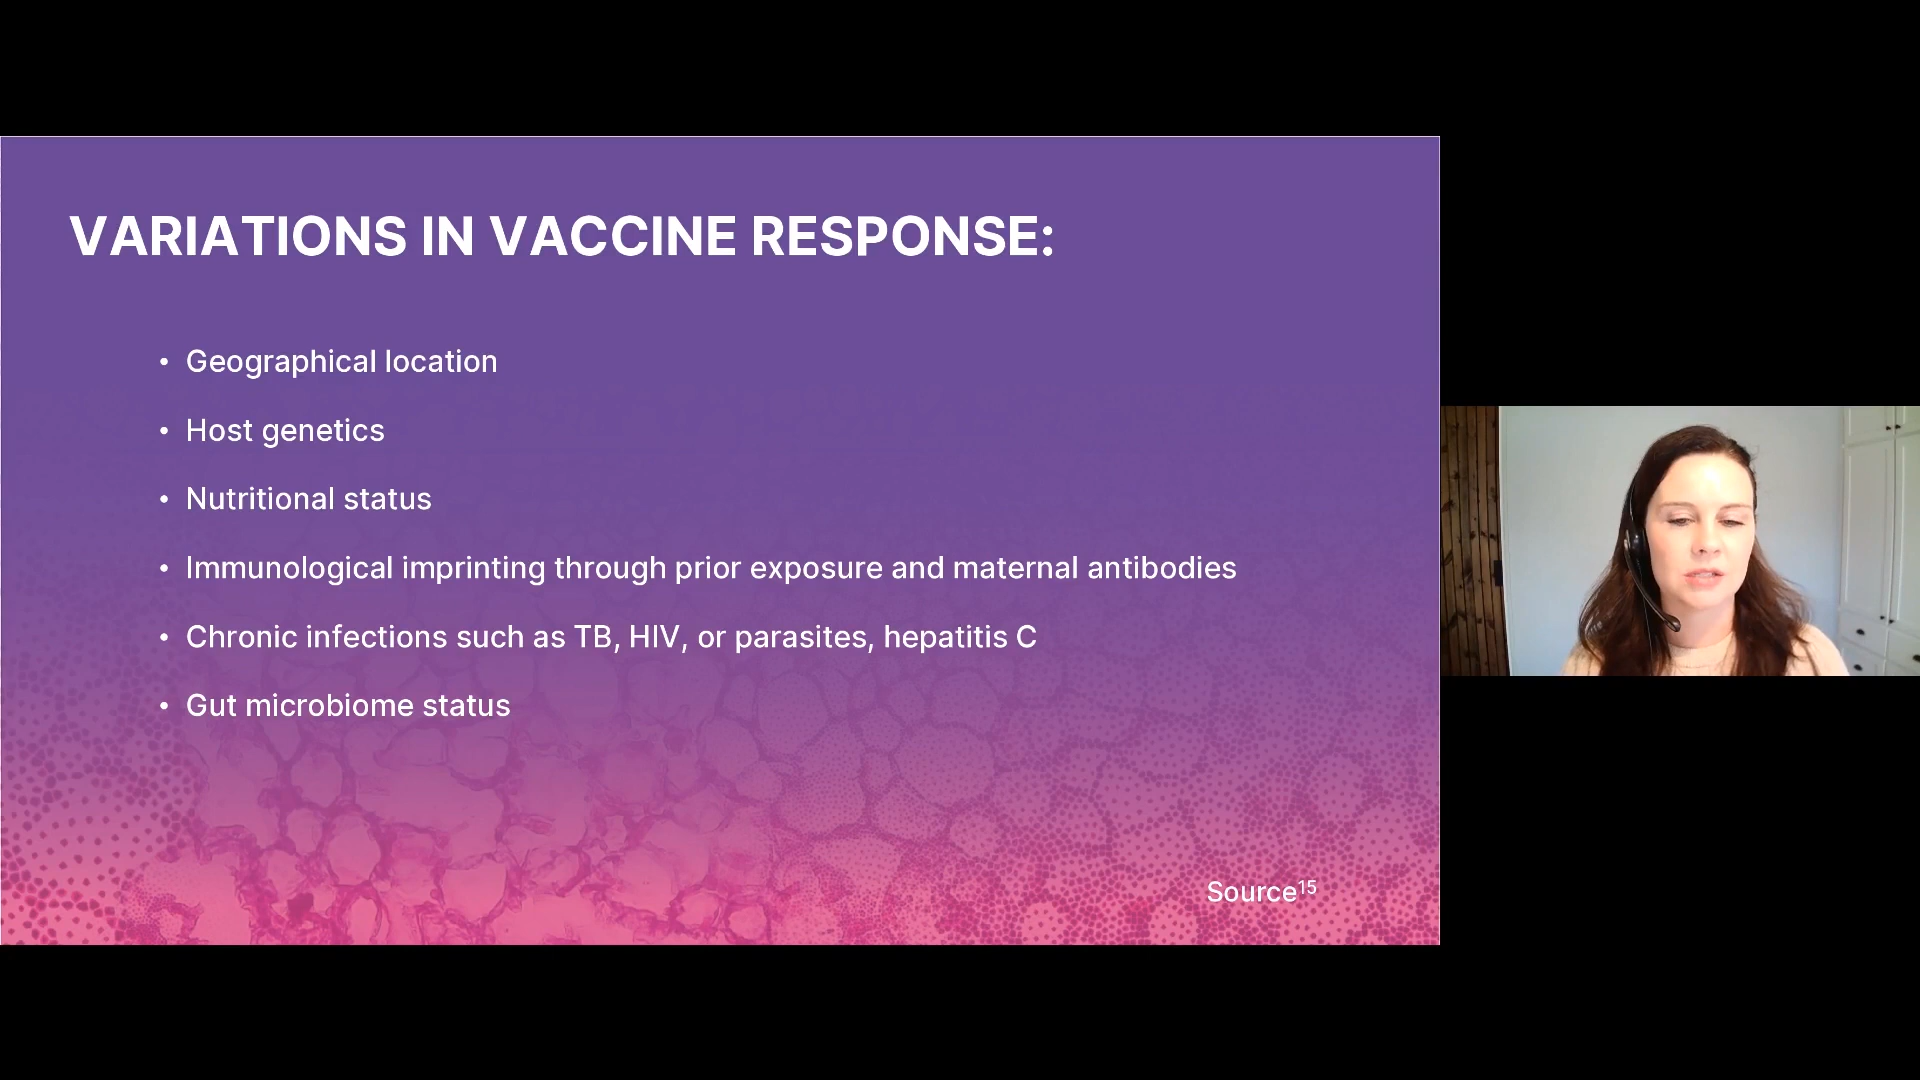 VARIATIONS IN VACCINE RESPONSE:
• Geographical location
• Host genetics
• Nutritional status
• Immunological imprinting through prior exposure and maternal antibodies
• Chronic infections such as TB, HIV, or parasites, hepatitis C
• Gut microbiome status
Source¹⁵